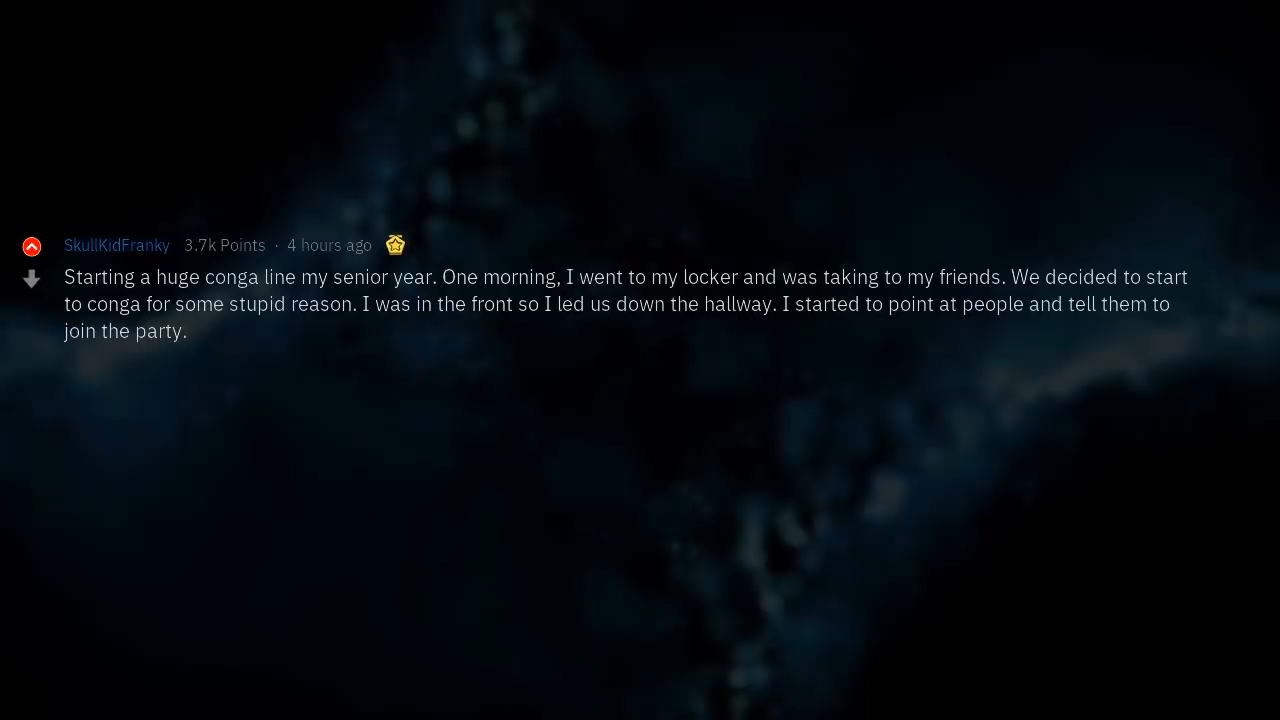 SkullKidFranky 3.7k Points · 4 hours ago
Starting a huge conga line my senior year. One morning, I went to my locker and was taking to my friends. We decided to start
to conga for some stupid reason. I was in the front so I led us down the hallway. I started to point at people and tell them to
join the party.